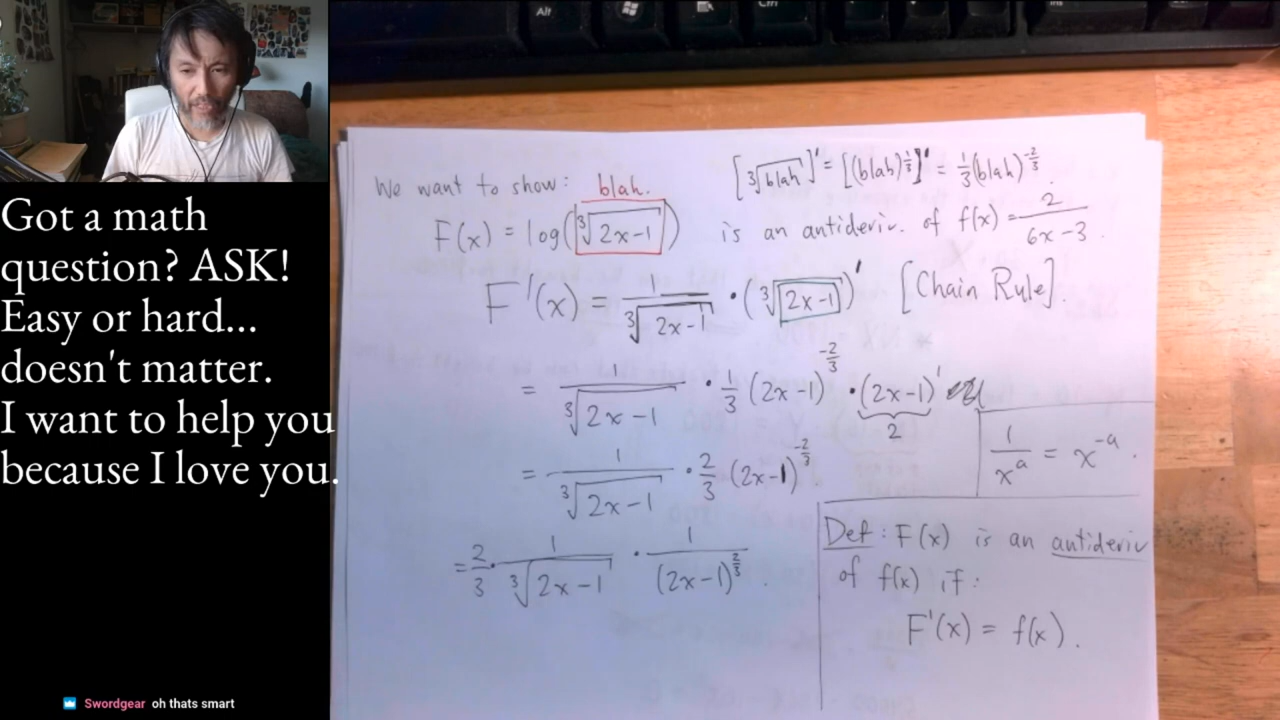 Alt
Ctrl
Got a math
question? ASK!
Easy or hard...
doesn't matter.
I want to help you
because I love you.
Swordgear oh thats smart
We want to show: blah.
[∛blah]' = [(blah)^{1/3}]' = 1/3 (blah)^{-2/3}
F(x) = log(∛(2x-1)) is an antideriv. of f(x) = 2/(6x-3).
F'(x) = 1/∛(2x-1) · (∛(2x-1))' [Chain Rule].
= 1/∛(2x-1) · 1/3 (2x-1)^{-2/3} · (2x-1)'
2
= 1/∛(2x-1) · 2/3 (2x-1)^{-2/3}
= 2/3 · 1/∛(2x-1) · 1/(2x-1)^{2/3}.
1/x^a = x^{-a}.
Def: F(x) is an antideriv
of f(x) if:
F'(x) = f(x).